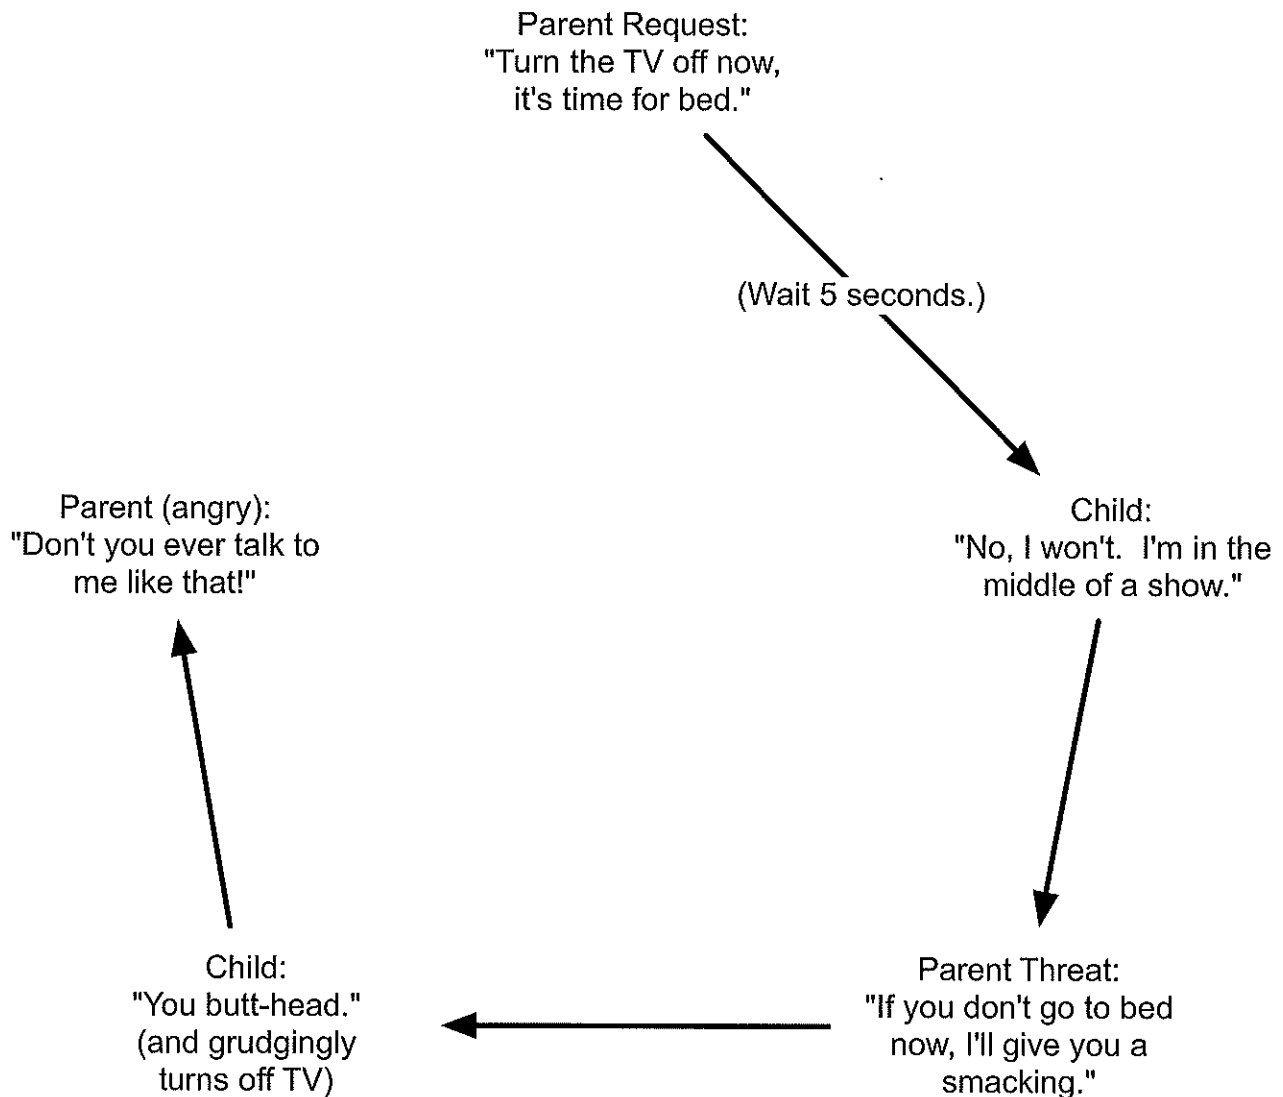 Parent Request:
"Turn the TV off now,
it's time for bed."
(Wait 5 seconds.)
Child:
"No, I won't.  I'm in the
middle of a show."
Parent Threat:
"If you don't go to bed
now, I'll give you a
smacking."
Child:
"You butt-head."
(and grudgingly
turns off TV)
Parent (angry):
"Don't you ever talk to
me like that!"